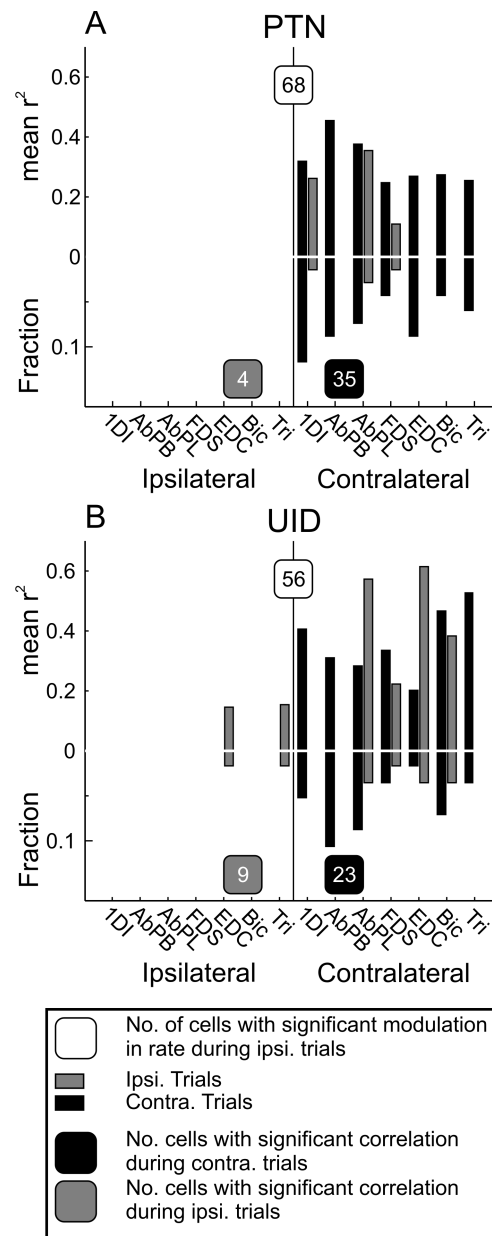 A
PTN
mean r²
0.6
0.4
0.2
0
Fraction
0.1
68
4
35
1DI
AbPB
AbPL
FDS
EDC
Bic
Tri
1DI
AbPB
AbPL
FDS
EDC
Bic
Tri
Ipsilateral
Contralateral
B
UID
mean r²
0.6
0.4
0.2
0
Fraction
0.1
56
9
23
1DI
AbPB
AbPL
FDS
EDC
Bic
Tri
1DI
AbPB
AbPL
FDS
EDC
Bic
Tri
Ipsilateral
Contralateral
No. of cells with significant modulation
in rate during ipsi. trials
Ipsi. Trials
Contra. Trials
No. cells with significant correlation
during contra. trials
No. cells with significant correlation
during ipsi. trials